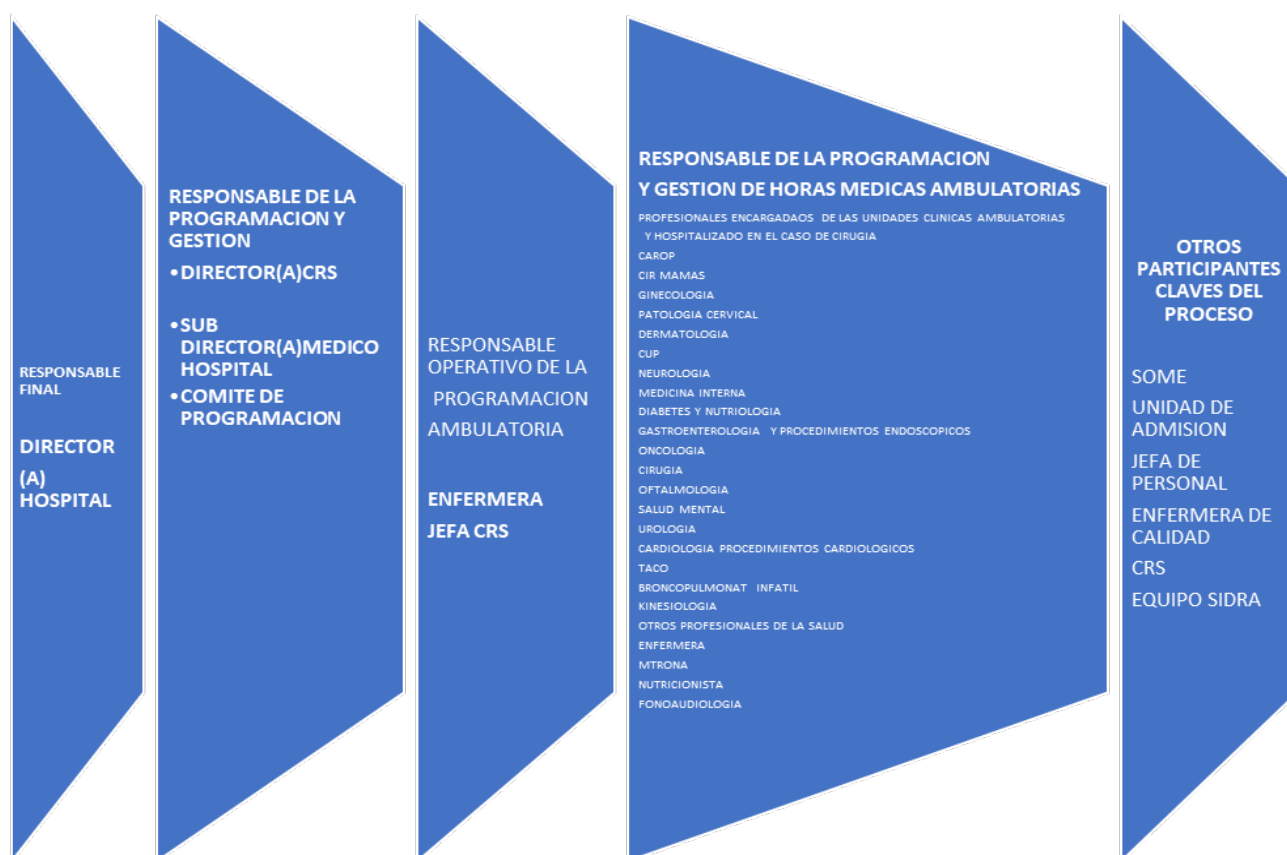 RESPONSABLE
FINAL
DIRECTOR
(A)
HOSPITAL
RESPONSABLE DE LA
PROGRAMACION Y
GESTION
•DIRECTOR(A)CRS
•SUB
DIRECTOR(A)MEDICO
HOSPITAL
•COMITE DE
PROGRAMACION
RESPONSABLE
OPERATIVO DE LA
PROGRAMACION
AMBULATORIA
ENFERMERA
JEFA CRS
RESPONSABLE DE LA PROGRAMACION
Y GESTION DE HORAS MEDICAS AMBULATORIAS
PROFESIONALES ENCARGADAOS DE LAS UNIDADES CLINICAS AMBULATORIAS
Y HOSPITALIZADO EN EL CASO DE CIRUGIA
CAROP
CIR MAMAS
GINECOLOGIA
PATOLOGIA CERVICAL
DERMATOLOGIA
CUP
NEUROLOGIA
MEDICINA INTERNA
DIABETES Y NUTRIOLOGIA
GASTROENTEROLOGIA Y PROCEDIMIENTOS ENDOSCOPICOS
ONCOLOGIA
CIRUGIA
OFTALMOLOGIA
SALUD MENTAL
UROLOGIA
CARDIOLOGIA PROCEDIMIENTOS CARDIOLOGICOS
TACO
BRONCOPULMONAT INFATIL
KINESIOLOGIA
OTROS PROFESIONALES DE LA SALUD
ENFERMERA
MTRONA
NUTRICIONISTA
FONOAUDIOLOGIA
OTROS
PARTICIPANTES
CLAVES DEL
PROCESO
SOME
UNIDAD DE
ADMISION
JEFA DE
PERSONAL
ENFERMERA DE
CALIDAD
CRS
EQUIPO SIDRA